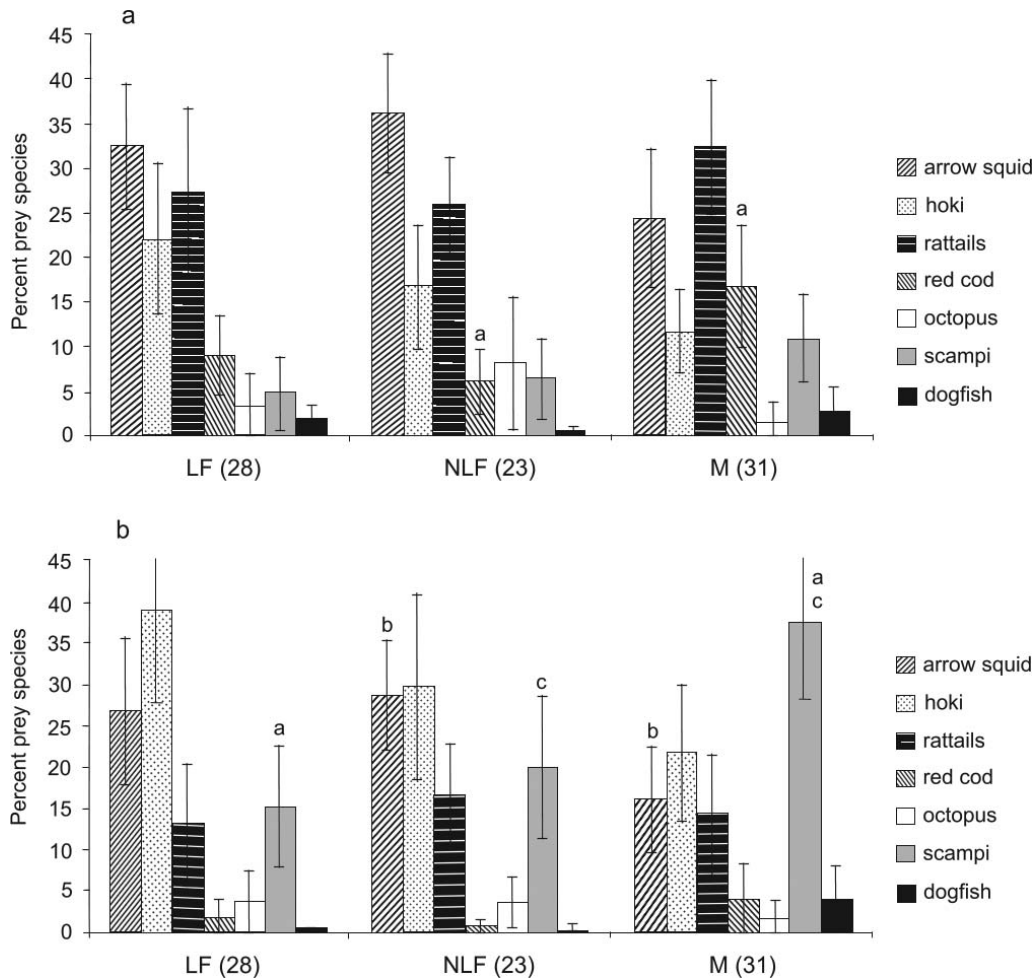 a
45
40
35
30
25
20
15
10
5
0
Percent prey species
a
a
LF (28) NLF (23) M (31)
arrow squid
hoki
rattails
red cod
octopus
scampi
dogfish
b
45
40
35
30
25
20
15
10
5
0
Percent prey species
a
b
c
b
a
c
LF (28) NLF (23) M (31)
arrow squid
hoki
rattails
red cod
octopus
scampi
dogfish